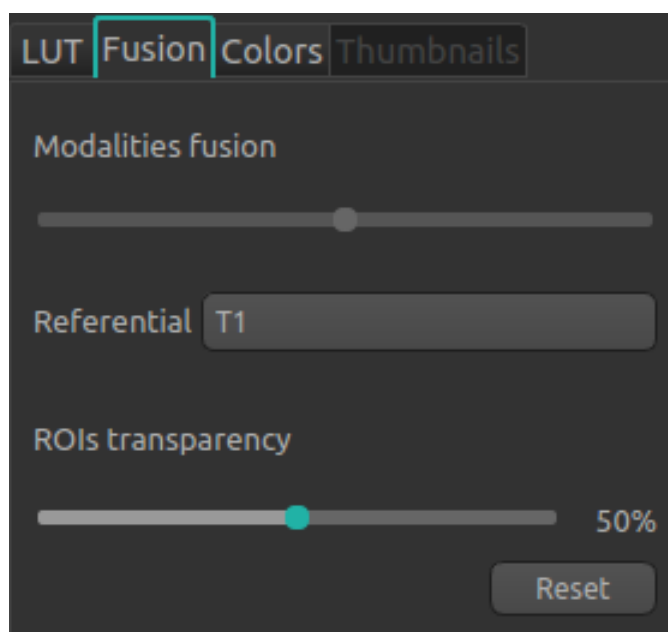 LUT Fusion Colors Thumbnails
Modalities fusion
Referential T1
ROIs transparency
50%
Reset